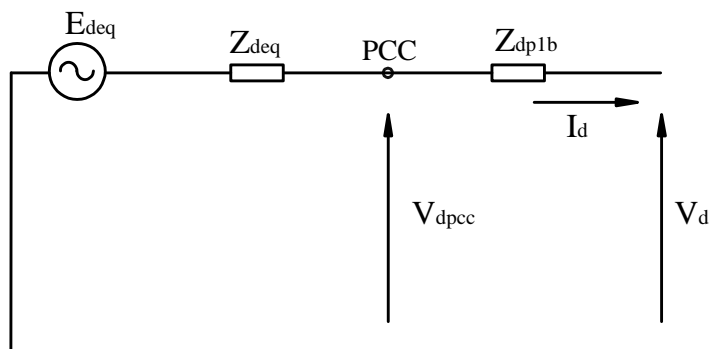 Edeq
Zdeq
PCC
Zdp1b
Id
Vdpcc
Vd